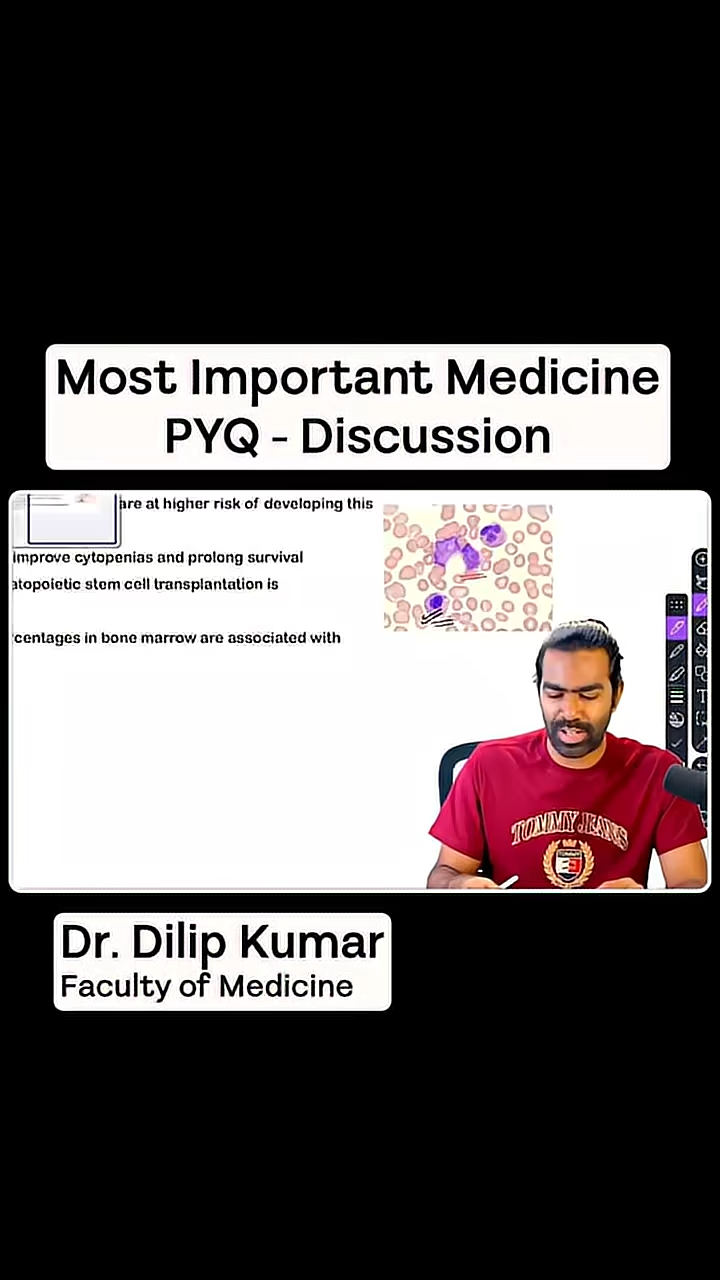 Most Important Medicine
PYQ - Discussion
are at higher risk of developing this
improve cytopenias and prolong survival
atopoietic stem cell transplantation is
centages in bone marrow are associated with
TOMMY JEANS
Dr. Dilip Kumar
Faculty of Medicine